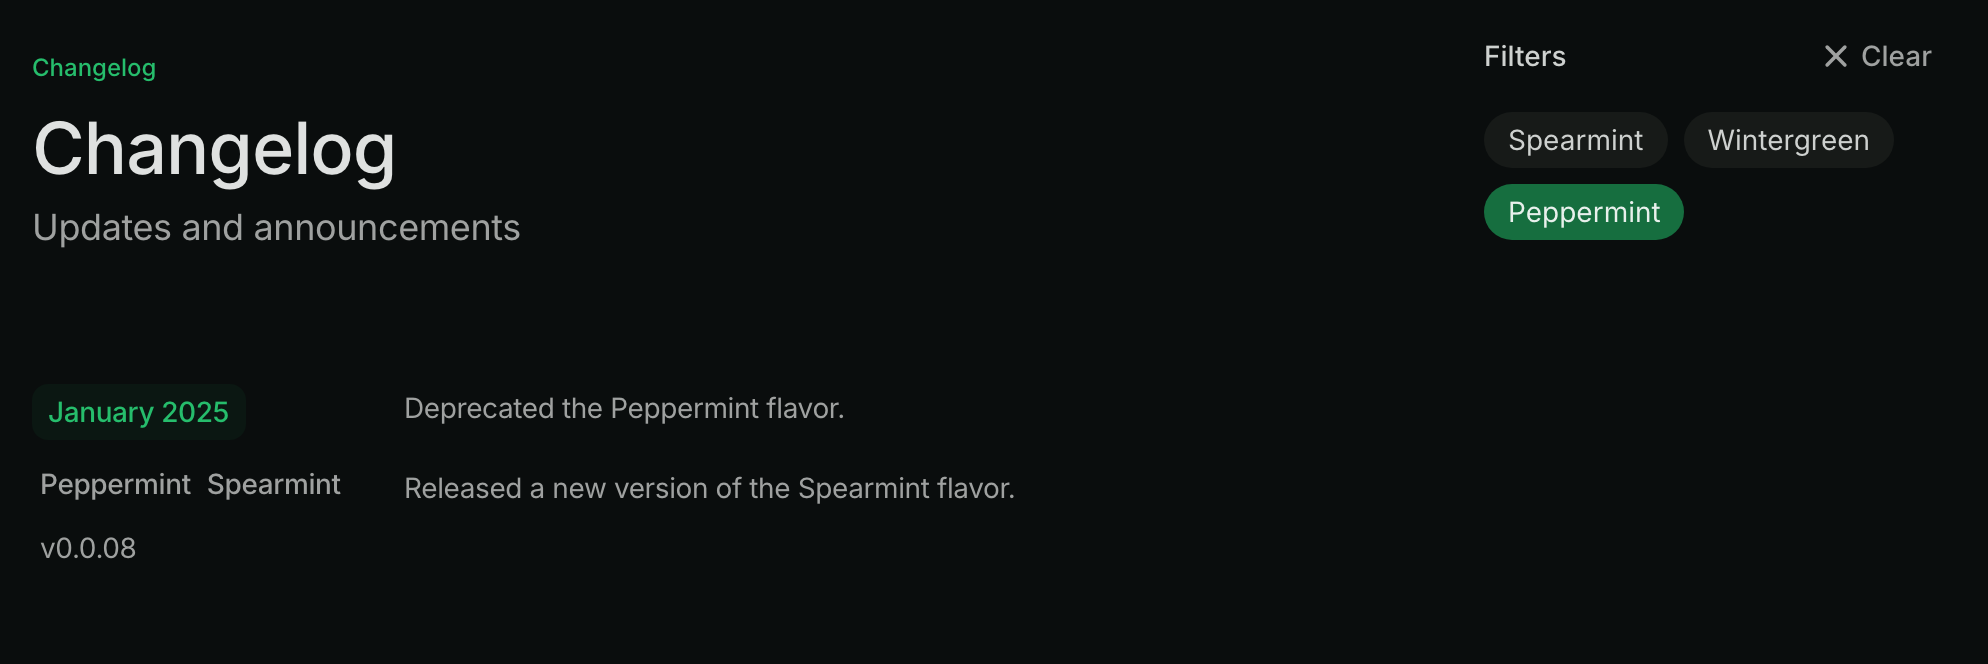 Changelog
Changelog
Updates and announcements
Filters
Clear
Spearmint
Wintergreen
Peppermint
January 2025
Peppermint Spearmint
v0.0.08
Deprecated the Peppermint flavor.
Released a new version of the Spearmint flavor.